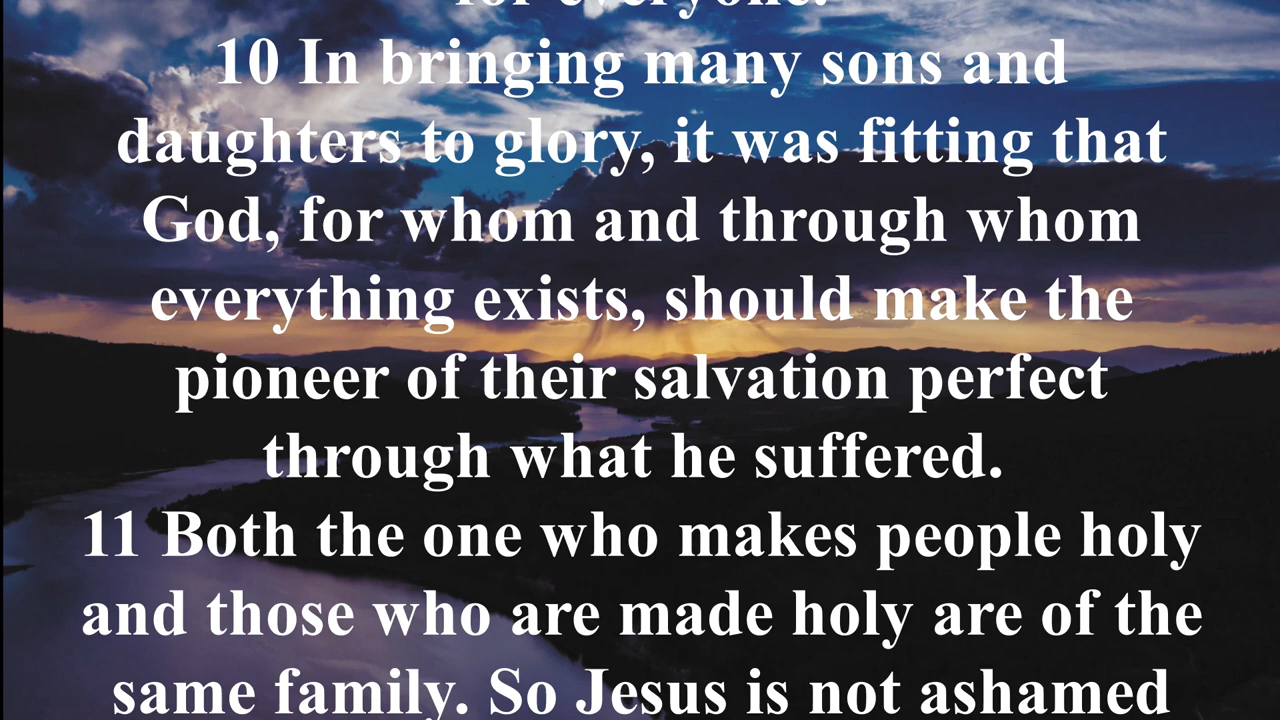 for everyone.
10 In bringing many sons and
daughters to glory, it was fitting that
God, for whom and through whom
everything exists, should make the
pioneer of their salvation perfect
through what he suffered.
11 Both the one who makes people holy
and those who are made holy are of the
same family. So Jesus is not ashamed